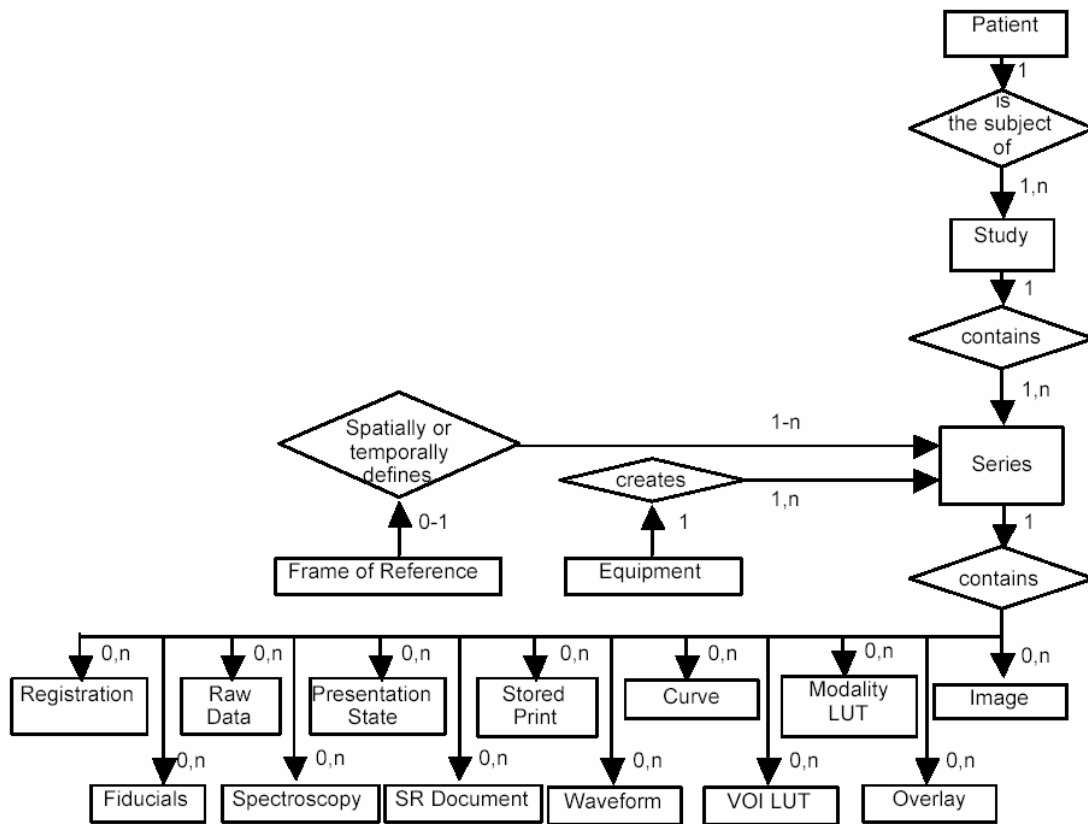 Patient
1
is
the subject
of
1,n
Study
1
contains
1,n
Spatially or
temporally
defines
1-n
Series
creates
1,n
0-1
1
1
Frame of Reference
Equipment
contains
0,n
0,n
0,n
0,n
0,n
0,n
0,n
Registration
Raw
Data
Presentation
State
Stored
Print
Curve
Modality
LUT
Image
0,n
0,n
0,n
0,n
0,n
0,n
Fiducials
Spectroscopy
SR Document
Waveform
VOI LUT
Overlay